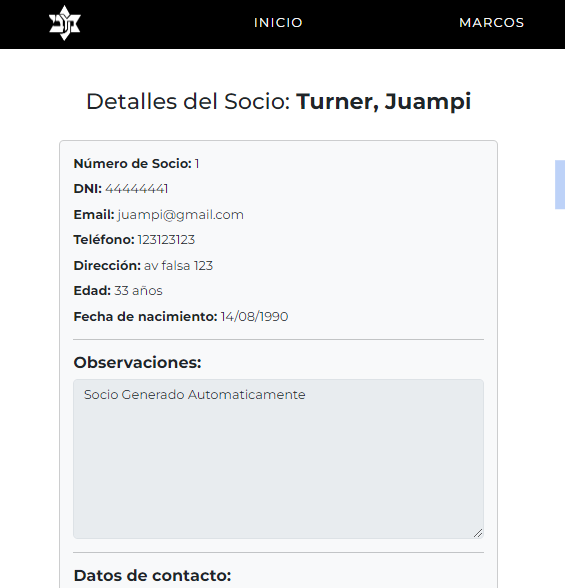 INICIO
MARCOS
Detalles del Socio: Turner, Juampi
Número de Socio: 1
DNI: 44444441
Email: juampi@gmail.com
Teléfono: 123123123
Dirección: av falsa 123
Edad: 33 años
Fecha de nacimiento: 14/08/1990
Observaciones:
Socio Generado Automaticamente
Datos de contacto: